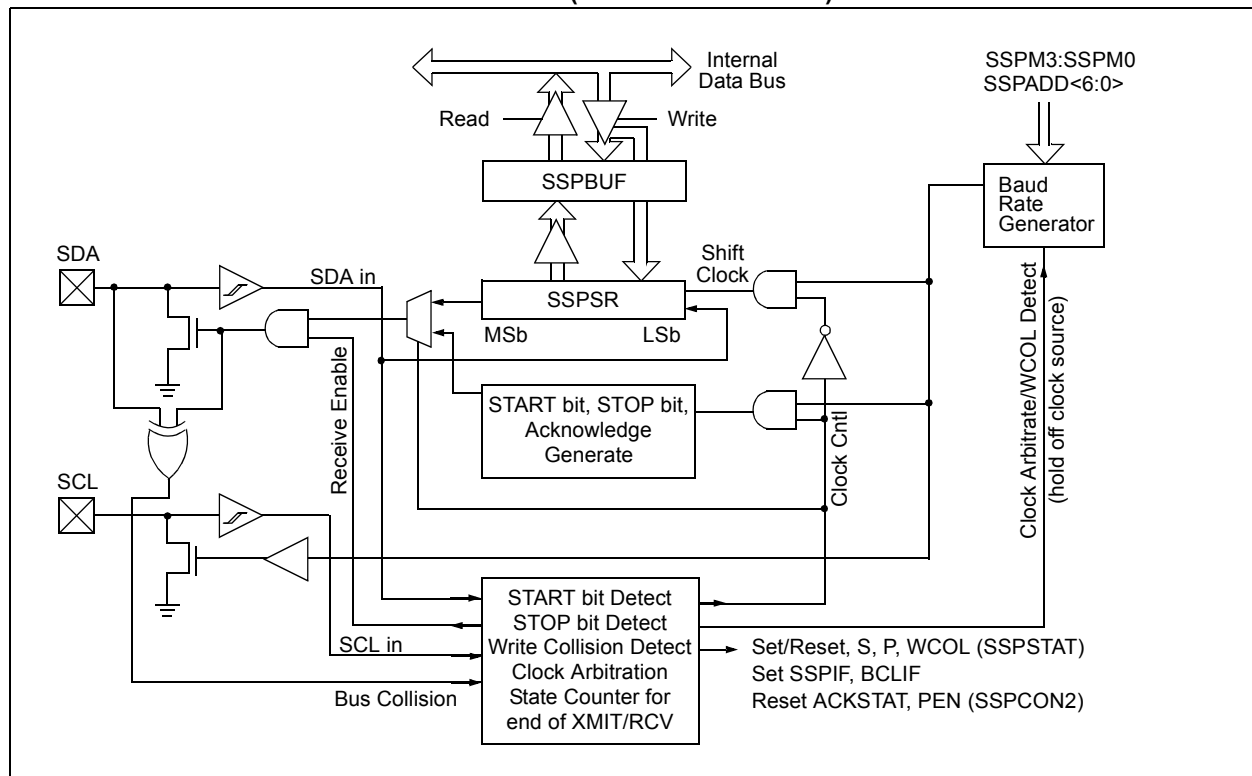 Internal
Data Bus
SSPM3:SSPM0
SSPADD<6:0>
Read
Write
SSPBUF
Baud
Rate
Generator
SDA
SDA in
Shift
Clock
SSPSR
MSb
LSb
START bit, STOP bit,
Acknowledge
Generate
Receive Enable
Clock Cntl
Clock Arbitrate/WCOL Detect
(hold off clock source)
SCL
SCL in
Bus Collision
START bit Detect
STOP bit Detect
Write Collision Detect
Clock Arbitration
State Counter for
end of XMIT/RCV
Set/Reset, S, P, WCOL (SSPSTAT)
Set SSPIF, BCLIF
Reset ACKSTAT, PEN (SSPCON2)